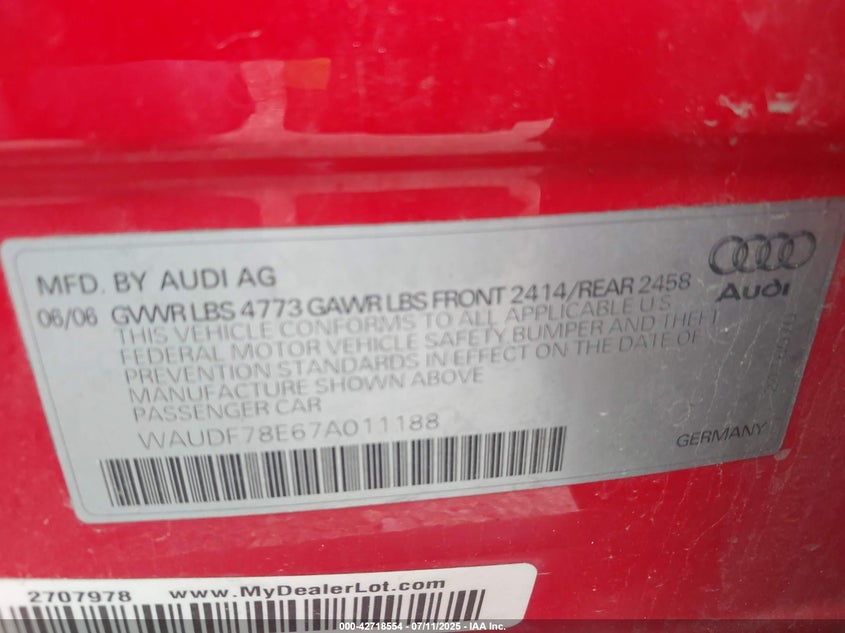 MFD. BY AUDI AG
06/06 GVWR LBS 4773 GAWR LBS FRONT 2414/REAR 2458
THIS VEHICLE CONFORMS TO ALL APPLICABLE U S
FEDERAL MOTOR VEHICLE SAFETY BUMPER AND THEFT
PREVENTION STANDARDS IN EFFECT ON THE DATE OF
MANUFACTURE SHOWN ABOVE
PASSENGER CAR
WAUDF78E67A011188
Audi
GERMANY
2707978 www.MyDealerLot.com
000-42718554 - 07/11/2025 - IAA Inc.